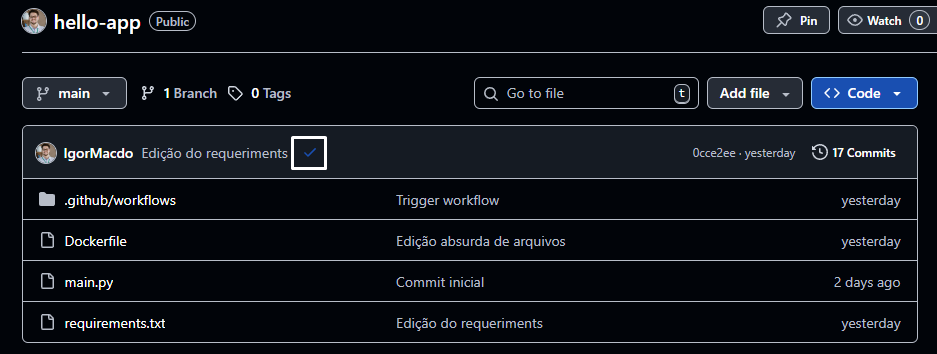 hello-app Public Pin Watch 0
main 1 Branch 0 Tags Go to file t Add file Code
IgorMacdo Edição do requeriments 0cce2ee · yesterday 17 Commits
.github/workflows Trigger workflow yesterday
Dockerfile Edição absurda de arquivos yesterday
main.py Commit inicial 2 days ago
requirements.txt Edição do requeriments yesterday